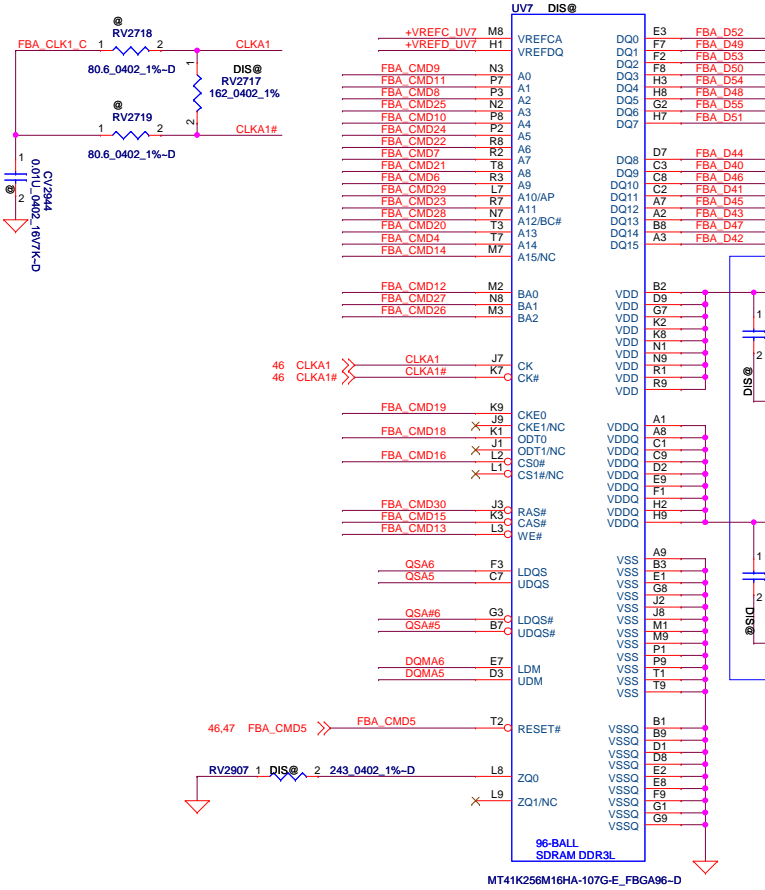 @
RV2718
FBA_CLK1_C 1 2 CLKA1
80.6_0402_1%~D
DIS@
RV2717
162_0402_1%
1
2
@
RV2719
1 2 CLKA1#
80.6_0402_1%~D
1
2
@
CV2944
0.01U_0402_16V7K~D
UV7 DIS@
+VREFC_UV7 M8 VREFCA
+VREFD_UV7 H1 VREFDQ
FBA_CMD9 N3 A0
FBA_CMD11 P7 A1
FBA_CMD8 P3 A2
FBA_CMD25 N2 A3
FBA_CMD10 P8 A4
FBA_CMD24 P2 A5
FBA_CMD22 R8 A6
FBA_CMD7 R2 A7
FBA_CMD21 T8 A8
FBA_CMD6 R3 A9
FBA_CMD29 L7 A10/AP
FBA_CMD23 R7 A11
FBA_CMD28 N7 A12/BC#
FBA_CMD20 T3 A13
FBA_CMD4 T7 A14
FBA_CMD14 M7 A15/NC
FBA_CMD12 M2 BA0
FBA_CMD27 N8 BA1
FBA_CMD26 M3 BA2
46 CLKA1 CLKA1 J7 CK
46 CLKA1# CLKA1# K7 CK#
FBA_CMD19 K9 CKE0
J9 CKE1/NC
FBA_CMD18 K1 ODT0
J1 ODT1/NC
FBA_CMD16 L2 CS0#
L1 CS1#/NC
FBA_CMD30 J3 RAS#
FBA_CMD15 K3 CAS#
FBA_CMD13 L3 WE#
QSA6 F3 LDQS
QSA5 C7 UDQS
QSA#6 G3 LDQS#
QSA#5 B7 UDQS#
DQMA6 E7 LDM
DQMA5 D3 UDM
46,47 FBA_CMD5 FBA_CMD5 T2 RESET#
RV2907 1 DIS@ 2 243_0402_1%~D L8 ZQ0
L9 ZQ1/NC
DQ0 E3 FBA_D52
DQ1 F7 FBA_D49
DQ2 F2 FBA_D53
DQ3 F8 FBA_D50
DQ4 H3 FBA_D54
DQ5 H8 FBA_D48
DQ6 G2 FBA_D55
DQ7 H7 FBA_D51
DQ8 D7 FBA_D44
DQ9 C3 FBA_D40
DQ10 C8 FBA_D46
DQ11 C2 FBA_D41
DQ12 A7 FBA_D45
DQ13 A2 FBA_D43
DQ14 B8 FBA_D47
DQ15 A3 FBA_D42
VDD B2
VDD D9
VDD G7
VDD K2
VDD K8
VDD N1
VDD N9
VDD R1
VDD R9
1
2
DIS@
VDDQ A1
VDDQ A8
VDDQ C1
VDDQ C9
VDDQ D2
VDDQ E9
VDDQ F1
VDDQ H2
VDDQ H9
1
2
DIS@
VSS A9
VSS B3
VSS E1
VSS G8
VSS J2
VSS J8
VSS M1
VSS M9
VSS P1
VSS P9
VSS T1
VSS T9
VSSQ B1
VSSQ B9
VSSQ D1
VSSQ D8
VSSQ E2
VSSQ E8
VSSQ F9
VSSQ G1
VSSQ G9
96-BALL
SDRAM DDR3L
MT41K256M16HA-107G-E_FBGA96~D